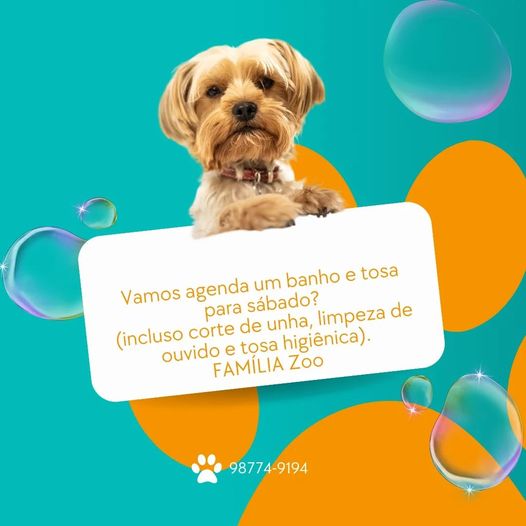 Vamos agenda um banho e tosa
para sábado?
(incluso corte de unha, limpeza de
ouvido e tosa higiênica).
FAMÍLIA Zoo
98774-9194